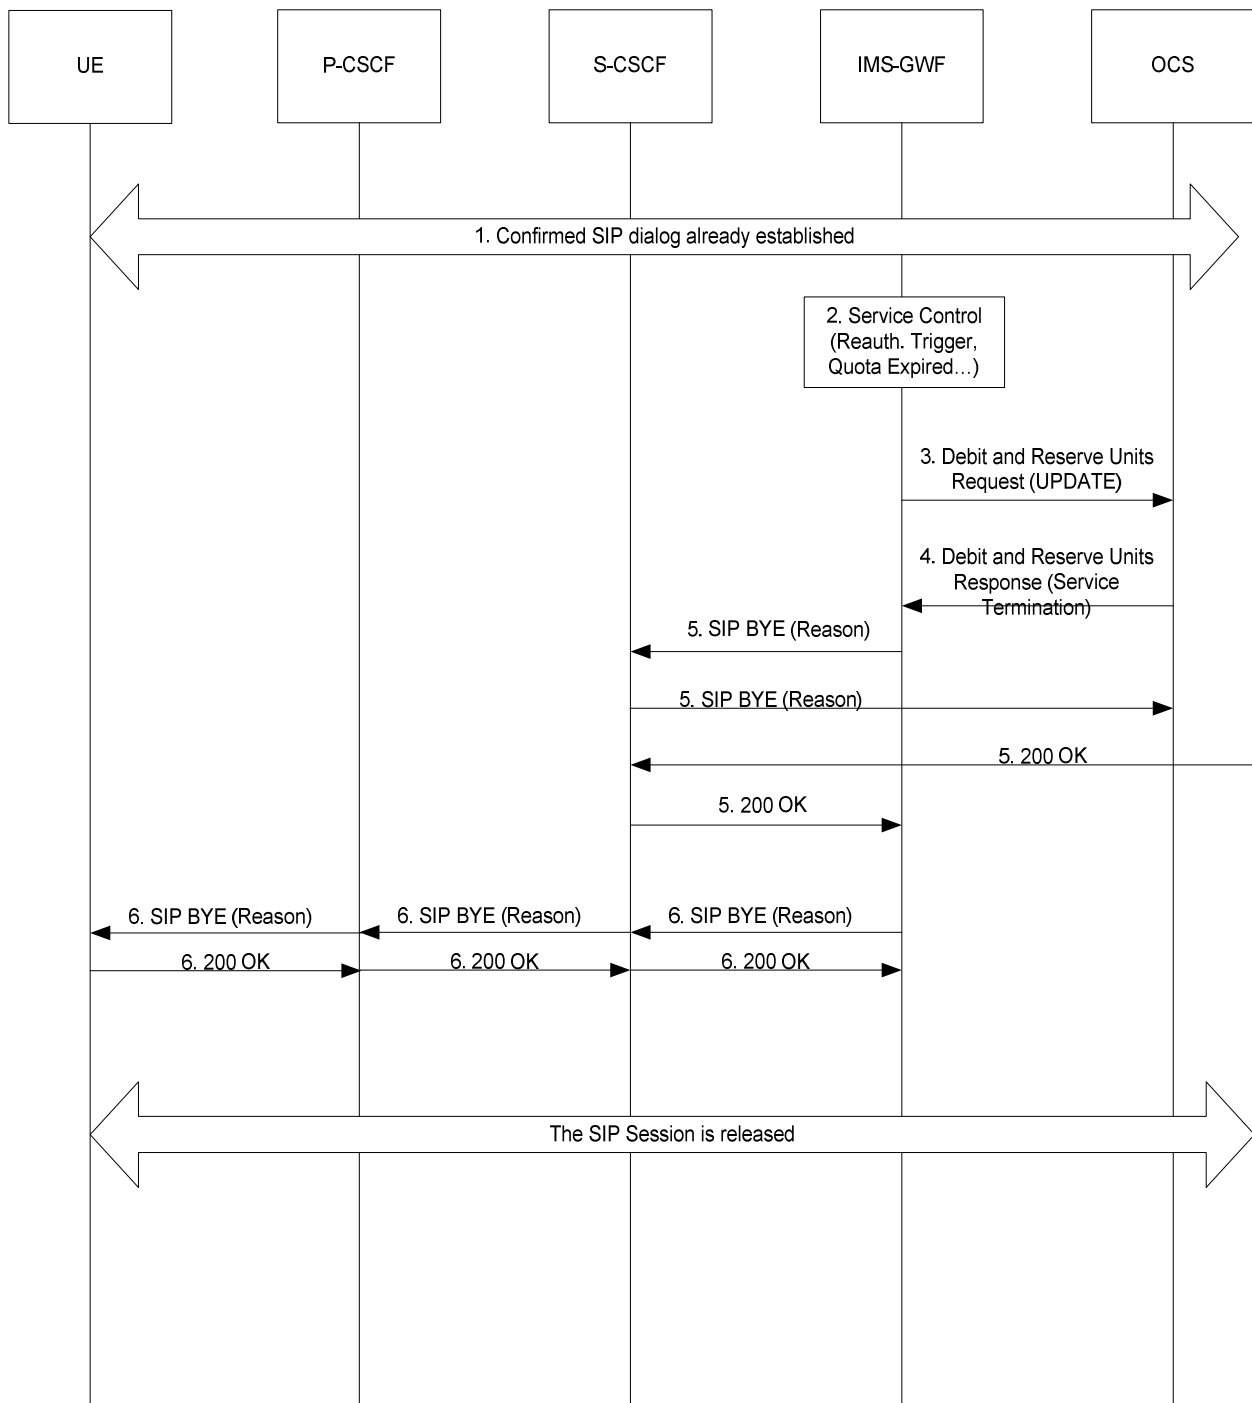 UE
P-CSCF
S-CSCF
IMS-GWF
OCS
1. Confirmed SIP dialog already established
2. Service Control
(Reauth. Trigger,
Quota Expired…)
3. Debit and Reserve Units
Request (UPDATE)
4. Debit and Reserve Units
Response (Service
Termination)
5. SIP BYE (Reason)
5. SIP BYE (Reason)
5. 200 OK
5. 200 OK
6. SIP BYE (Reason)
6. SIP BYE (Reason)
6. SIP BYE (Reason)
6. 200 OK
6. 200 OK
6. 200 OK
The SIP Session is released